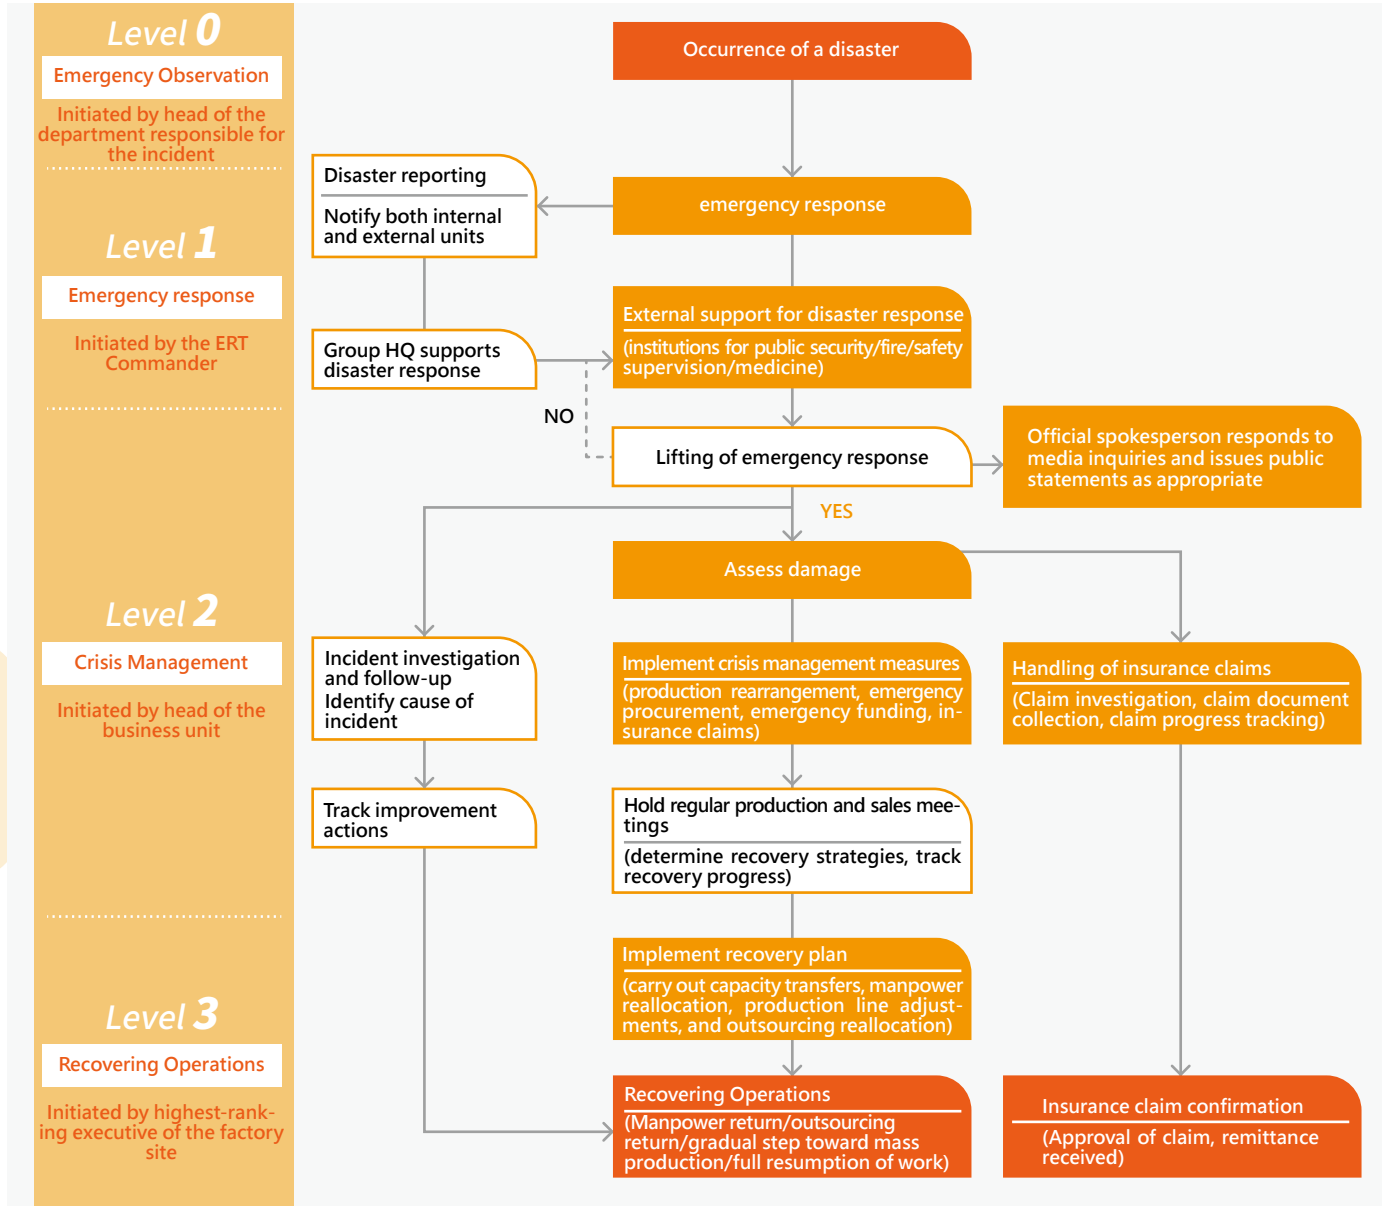 Level 0
Emergency Observation
Initiated by head of the
department responsible for
the incident
Level 1
Emergency response
Initiated by the ERT
Commander
Level 2
Crisis Management
Initiated by head of the
business unit
Level 3
Recovering Operations
Initiated by highest-rank-
ing executive of the factory
site
Occurrence of a disaster
Disaster reporting
Notify both internal
and external units
emergency response
Group HQ supports
disaster response
External support for disaster response
(institutions for public security/fire/safety
supervision/medicine)
NO
Lifting of emergency response
Official spokesperson responds to
media inquiries and issues public
statements as appropriate
YES
Assess damage
Incident investigation
and follow-up
Identify cause of
incident
Implement crisis management measures
(production rearrangement, emergency
procurement, emergency funding, in-
surance claims)
Handling of insurance claims
(Claim investigation, claim document
collection, claim progress tracking)
Track improvement
actions
Hold regular production and sales mee-
tings
(determine recovery strategies, track
recovery progress)
Implement recovery plan
(carry out capacity transfers, manpower
reallocation, production line adjust-
ments, and outsourcing reallocation)
Recovering Operations
(Manpower return/outsourcing
return/gradual step toward mass
production/full resumption of work)
Insurance claim confirmation
(Approval of claim, remittance
received)